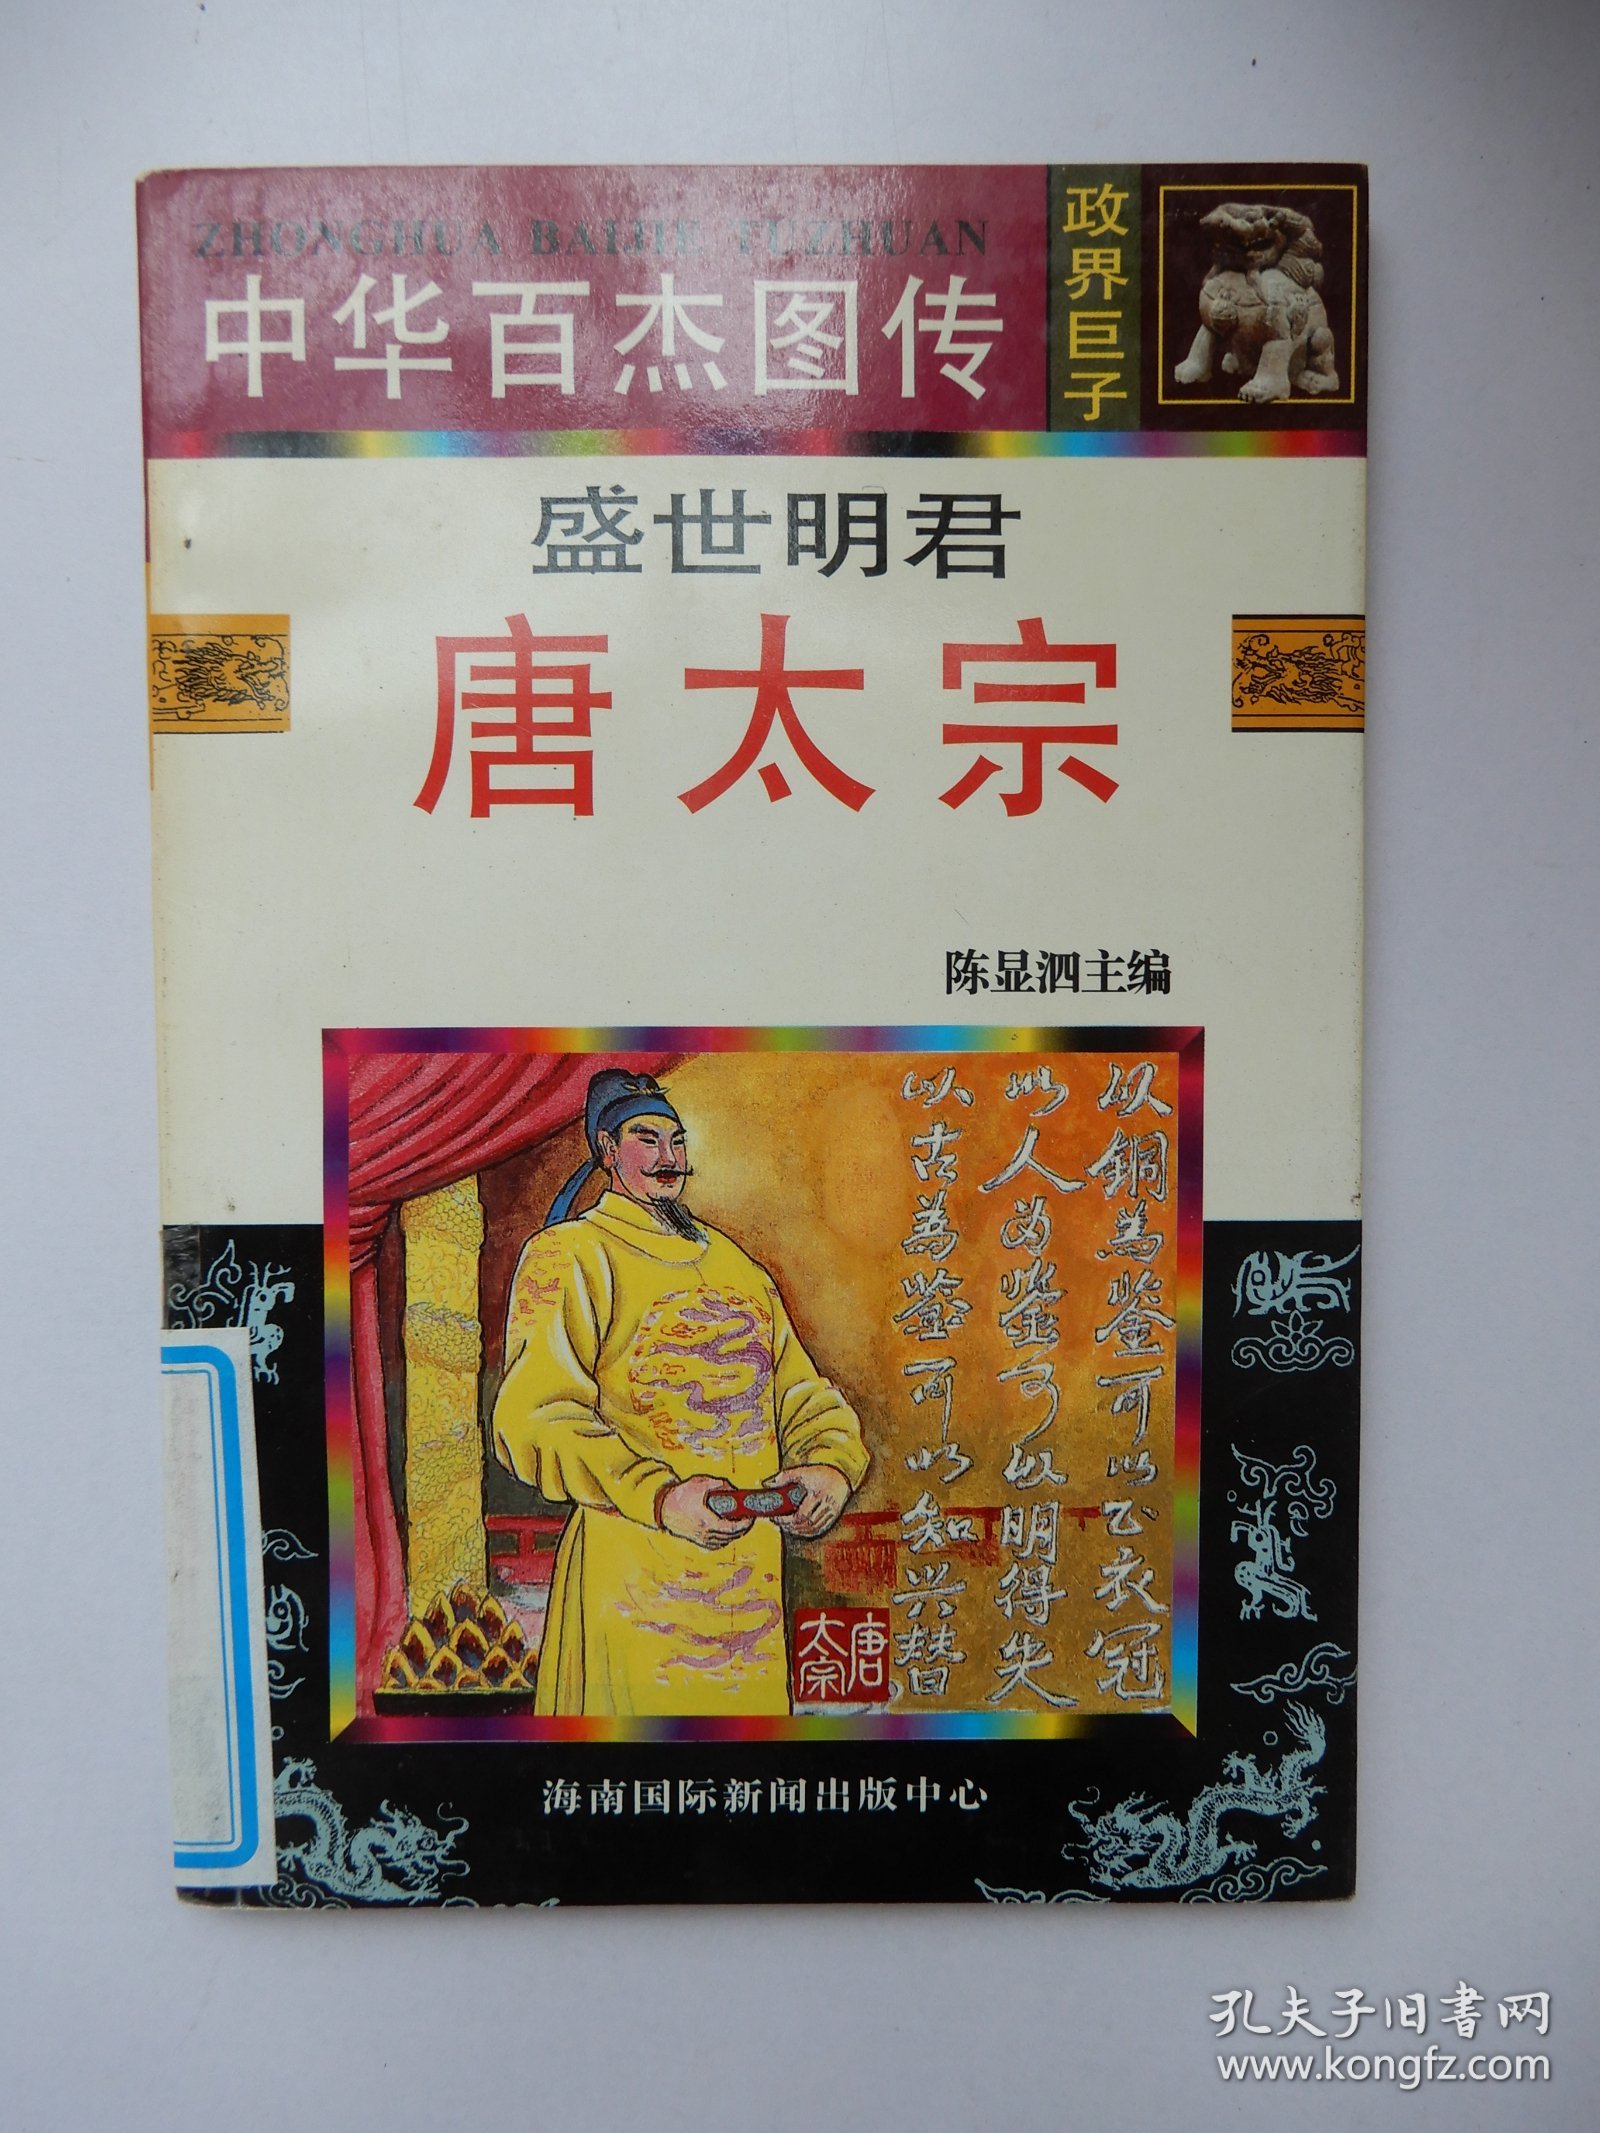 ZHONGHUA BAIJIE TUZHUAN
中华百杰图传
政界巨子
盛世明君
唐太宗
陈显泗主编
以銅為鉴可以正衣冠
以人为鉴可以明得失
以古為鉴可以知兴替
唐太宗
海南国际新闻出版中心
孔夫子旧书网
www.kongfz.com